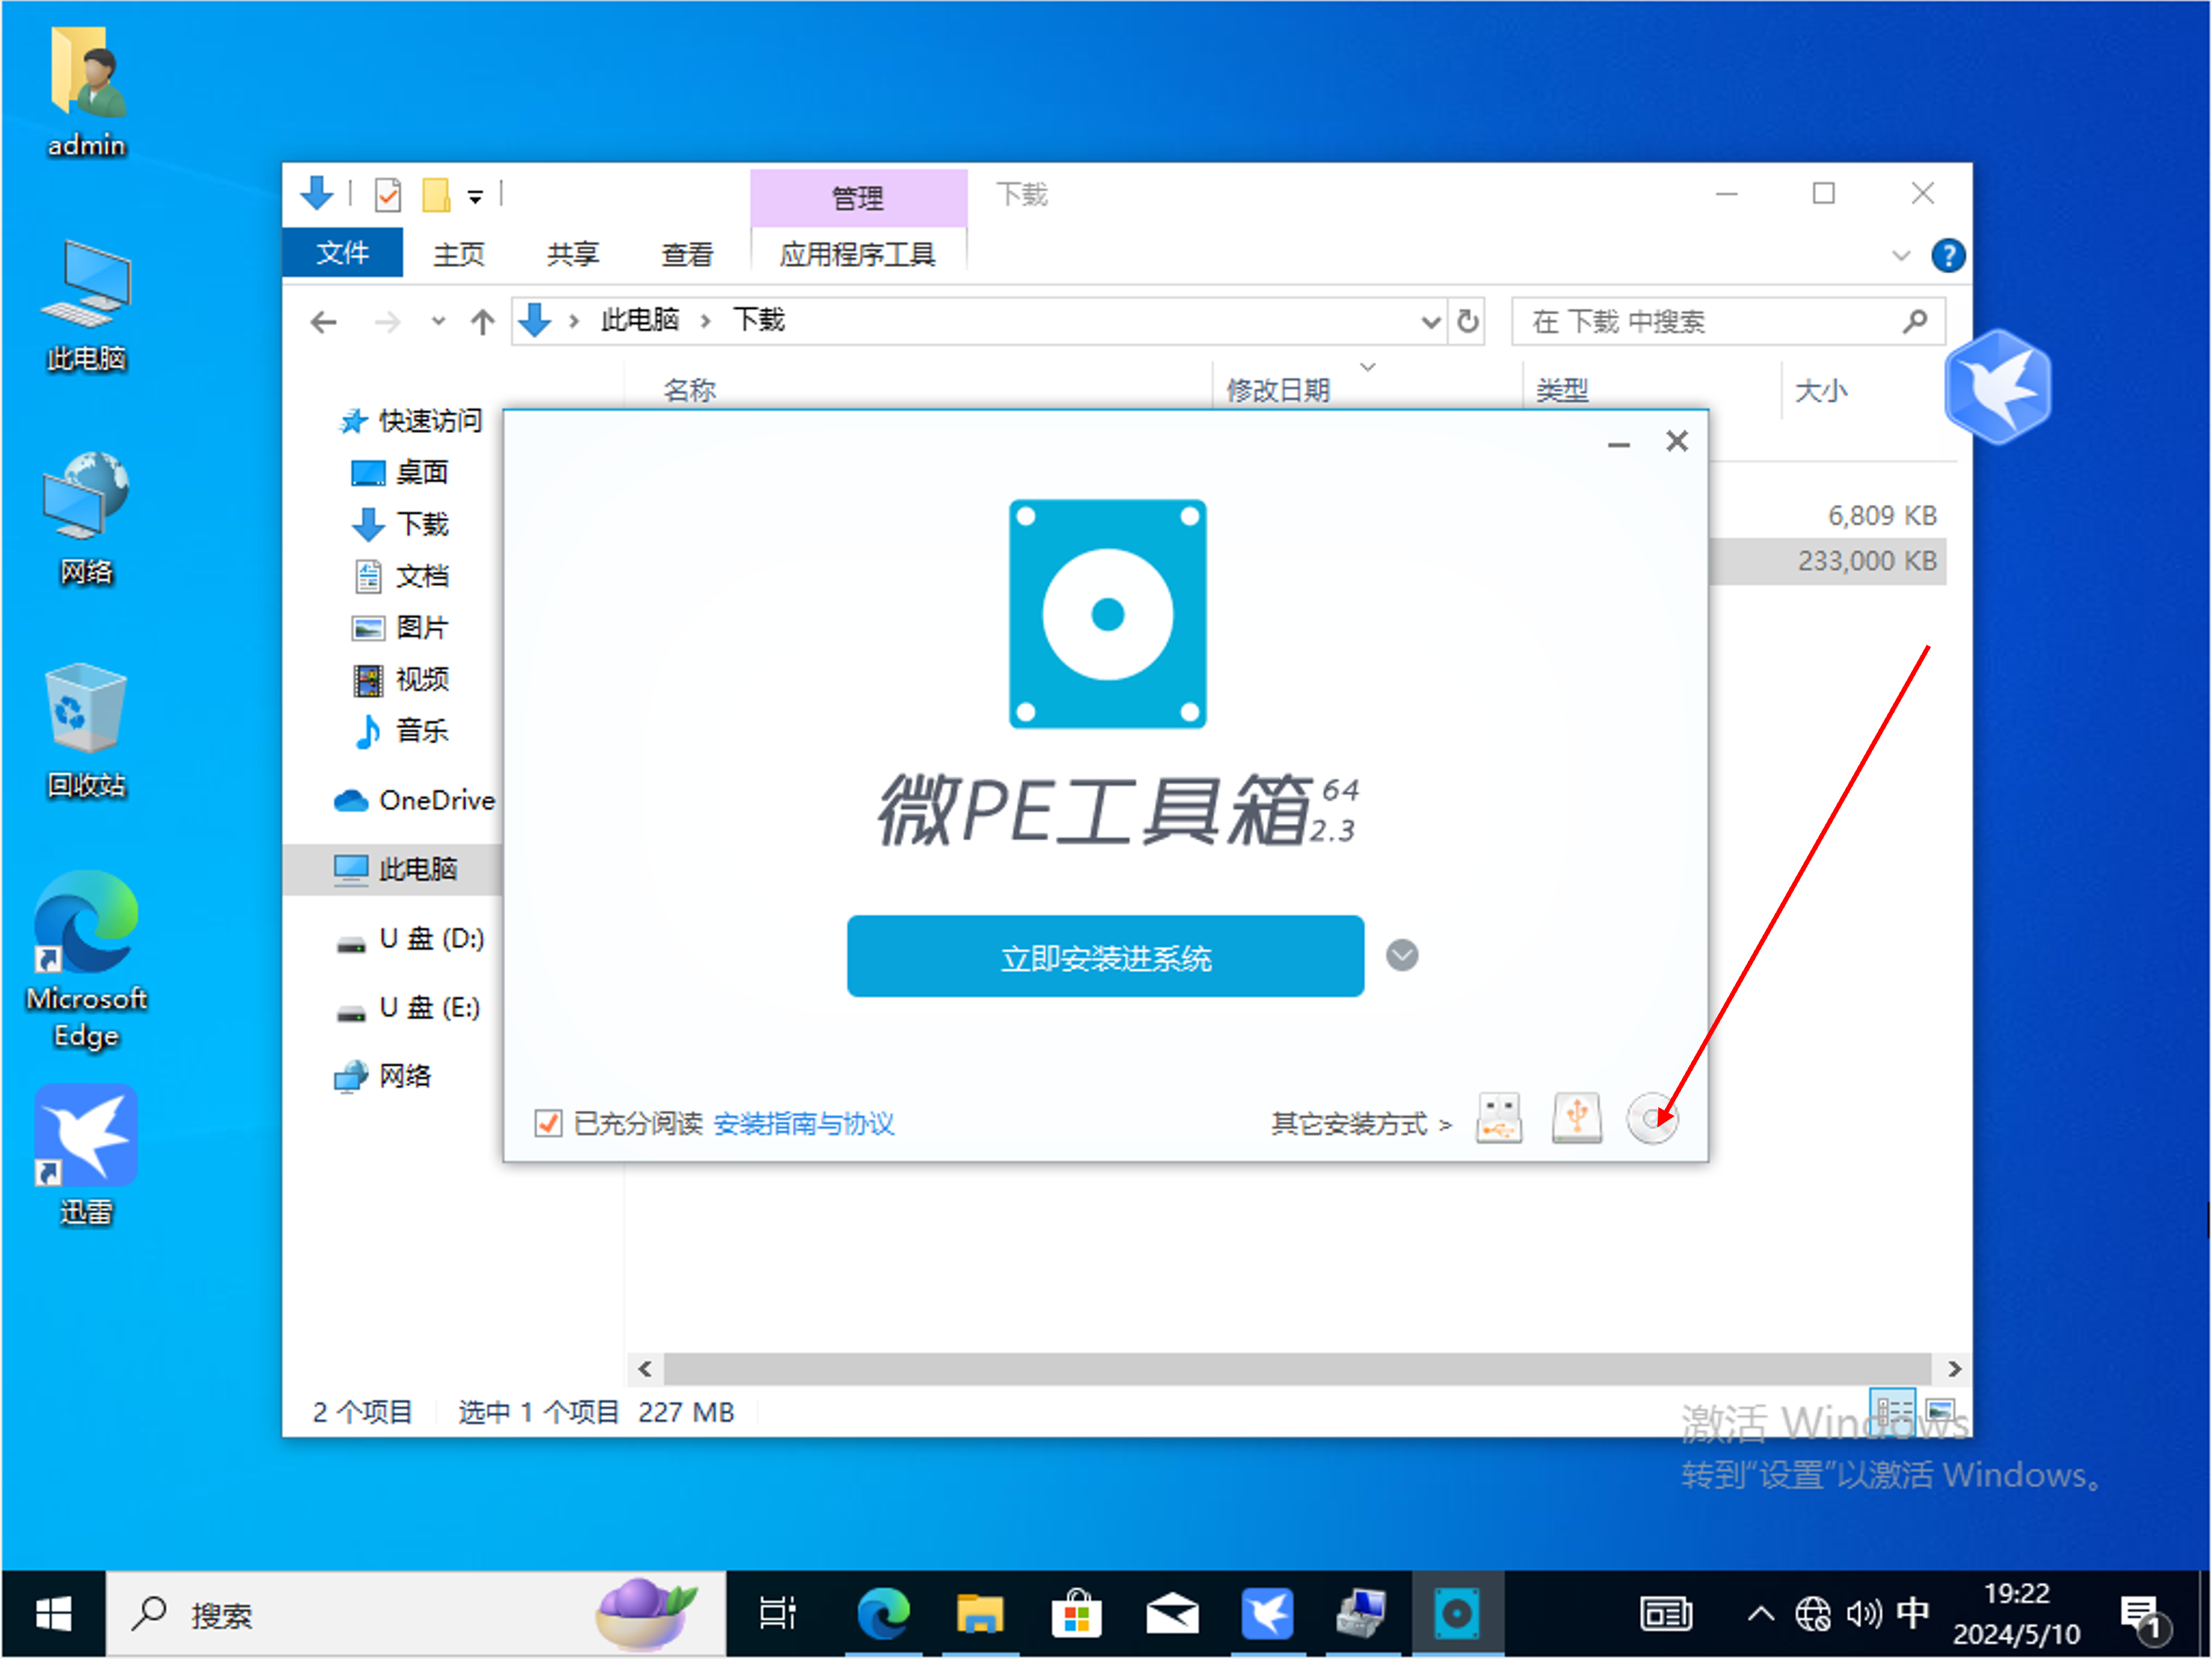 admin
此电脑
网络
回收站
Microsoft
Edge
迅雷
管理
下载
文件
主页
共享
查看
应用程序工具
此电脑
下载
在 下载 中搜索
名称
修改日期
类型
大小
快速访问
桌面
下载
文档
图片
视频
音乐
OneDrive
此电脑
U 盘 (D:)
U 盘 (E:)
网络
6,809 KB
233,000 KB
微PE工具箱 64
2.3
立即安装进系统
已充分阅读 安装指南与协议
其它安装方式 >
2 个项目
选中 1 个项目 227 MB
激活 Windows
转到“设置”以激活 Windows。
搜索
中
19:22
2024/5/10
1